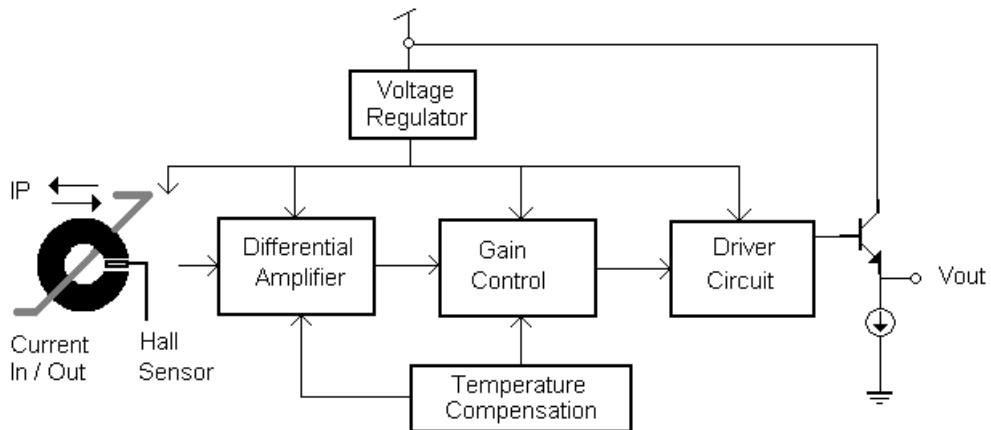 Voltage
Regulator
IP
Differential
Amplifier
Gain
Control
Driver
Circuit
Vout
Current
In / Out
Hall
Sensor
Temperature
Compensation